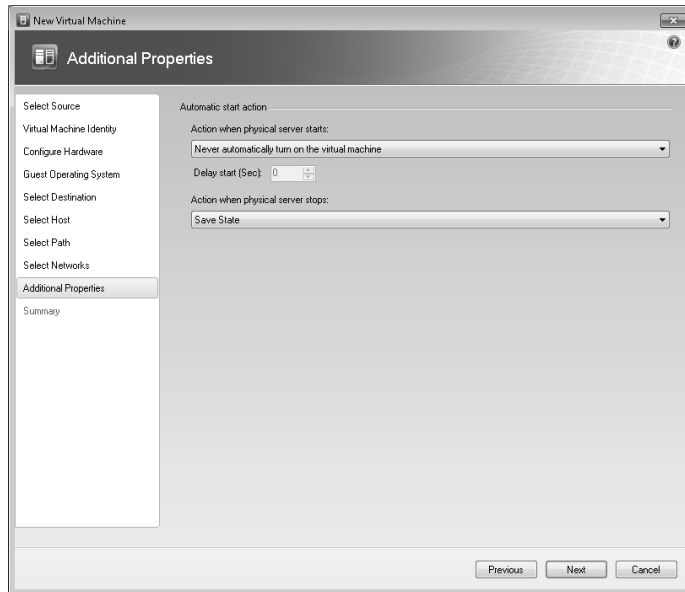 New Virtual Machine
Additional Properties
Select Source
Virtual Machine Identity
Configure Hardware
Guest Operating System
Select Destination
Select Host
Select Path
Select Networks
Additional Properties
Summary
Automatic start action
Action when physical server starts:
Never automatically turn on the virtual machine
Delay start (Sec): 0
Action when physical server stops:
Save State
Previous Next Cancel